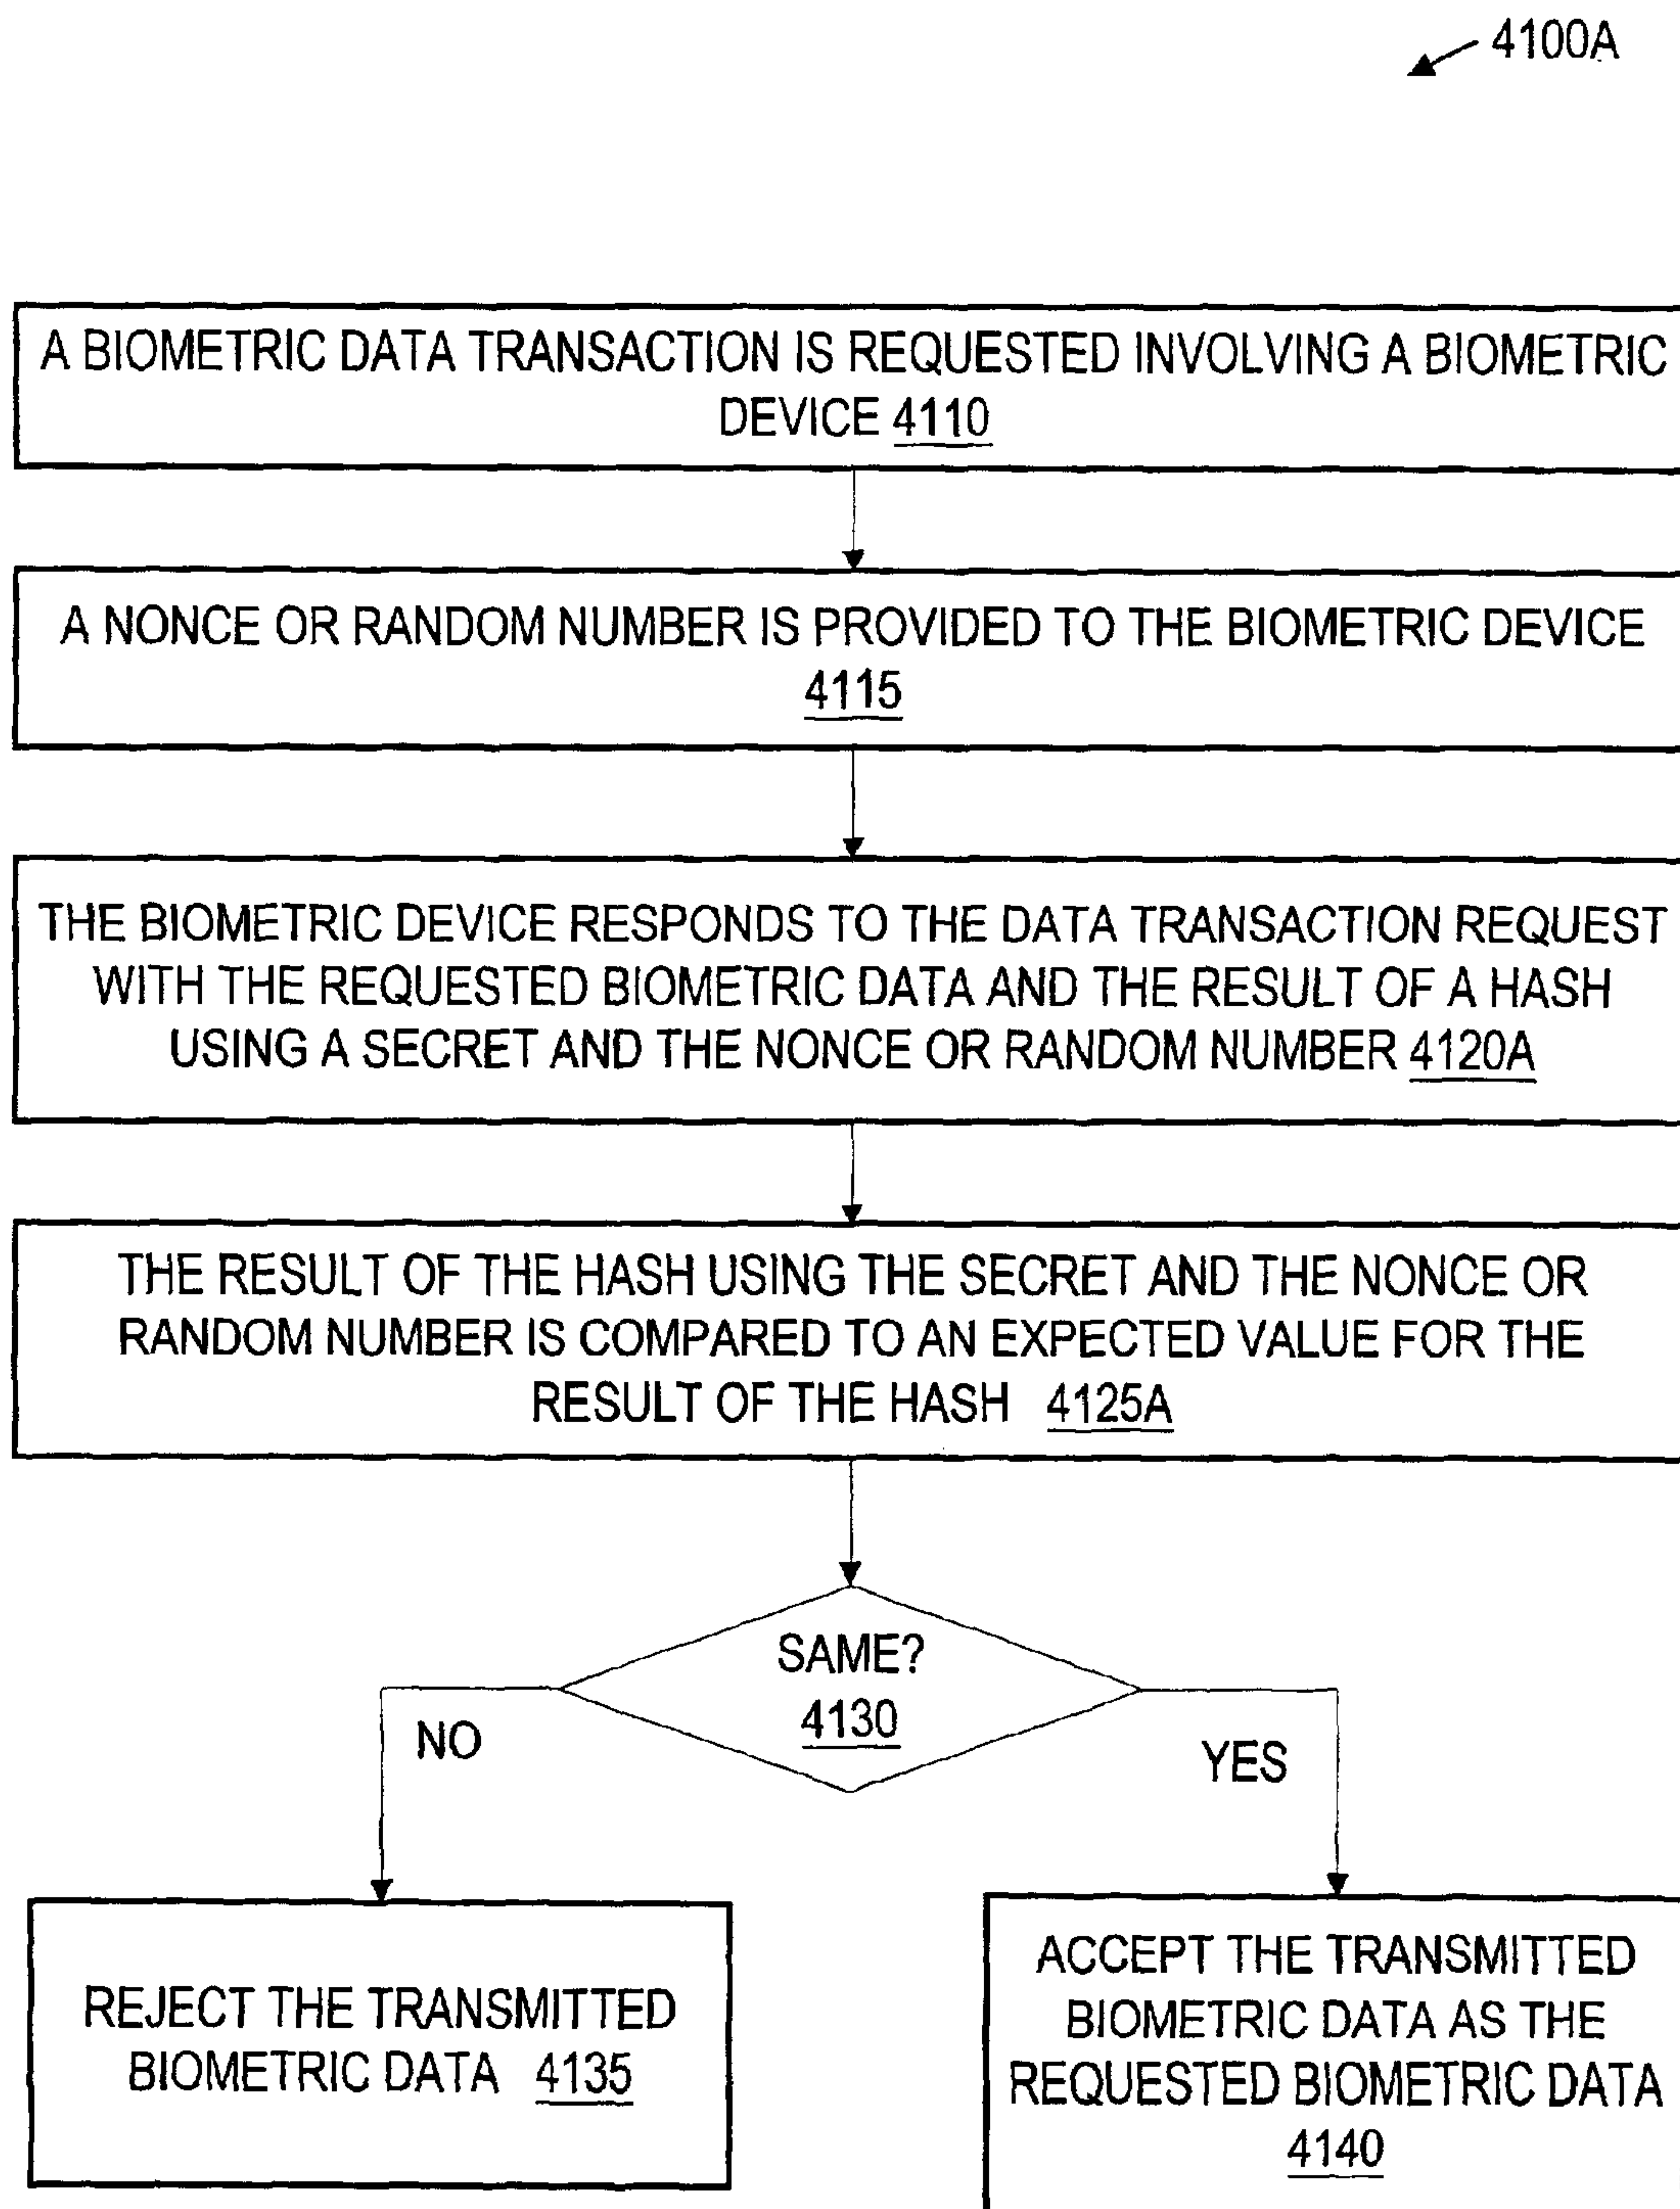 4100A
A BIOMETRIC DATA TRANSACTION IS REQUESTED INVOLVING A BIOMETRIC
DEVICE 4110
A NONCE OR RANDOM NUMBER IS PROVIDED TO THE BIOMETRIC DEVICE
4115
THE BIOMETRIC DEVICE RESPONDS TO THE DATA TRANSACTION REQUEST
WITH THE REQUESTED BIOMETRIC DATA AND THE RESULT OF A HASH
USING A SECRET AND THE NONCE OR RANDOM NUMBER 4120A
THE RESULT OF THE HASH USING THE SECRET AND THE NONCE OR
RANDOM NUMBER IS COMPARED TO AN EXPECTED VALUE FOR THE
RESULT OF THE HASH 4125A
SAME?
4130
NO
YES
REJECT THE TRANSMITTED
BIOMETRIC DATA 4135
ACCEPT THE TRANSMITTED
BIOMETRIC DATA AS THE
REQUESTED BIOMETRIC DATA
4140